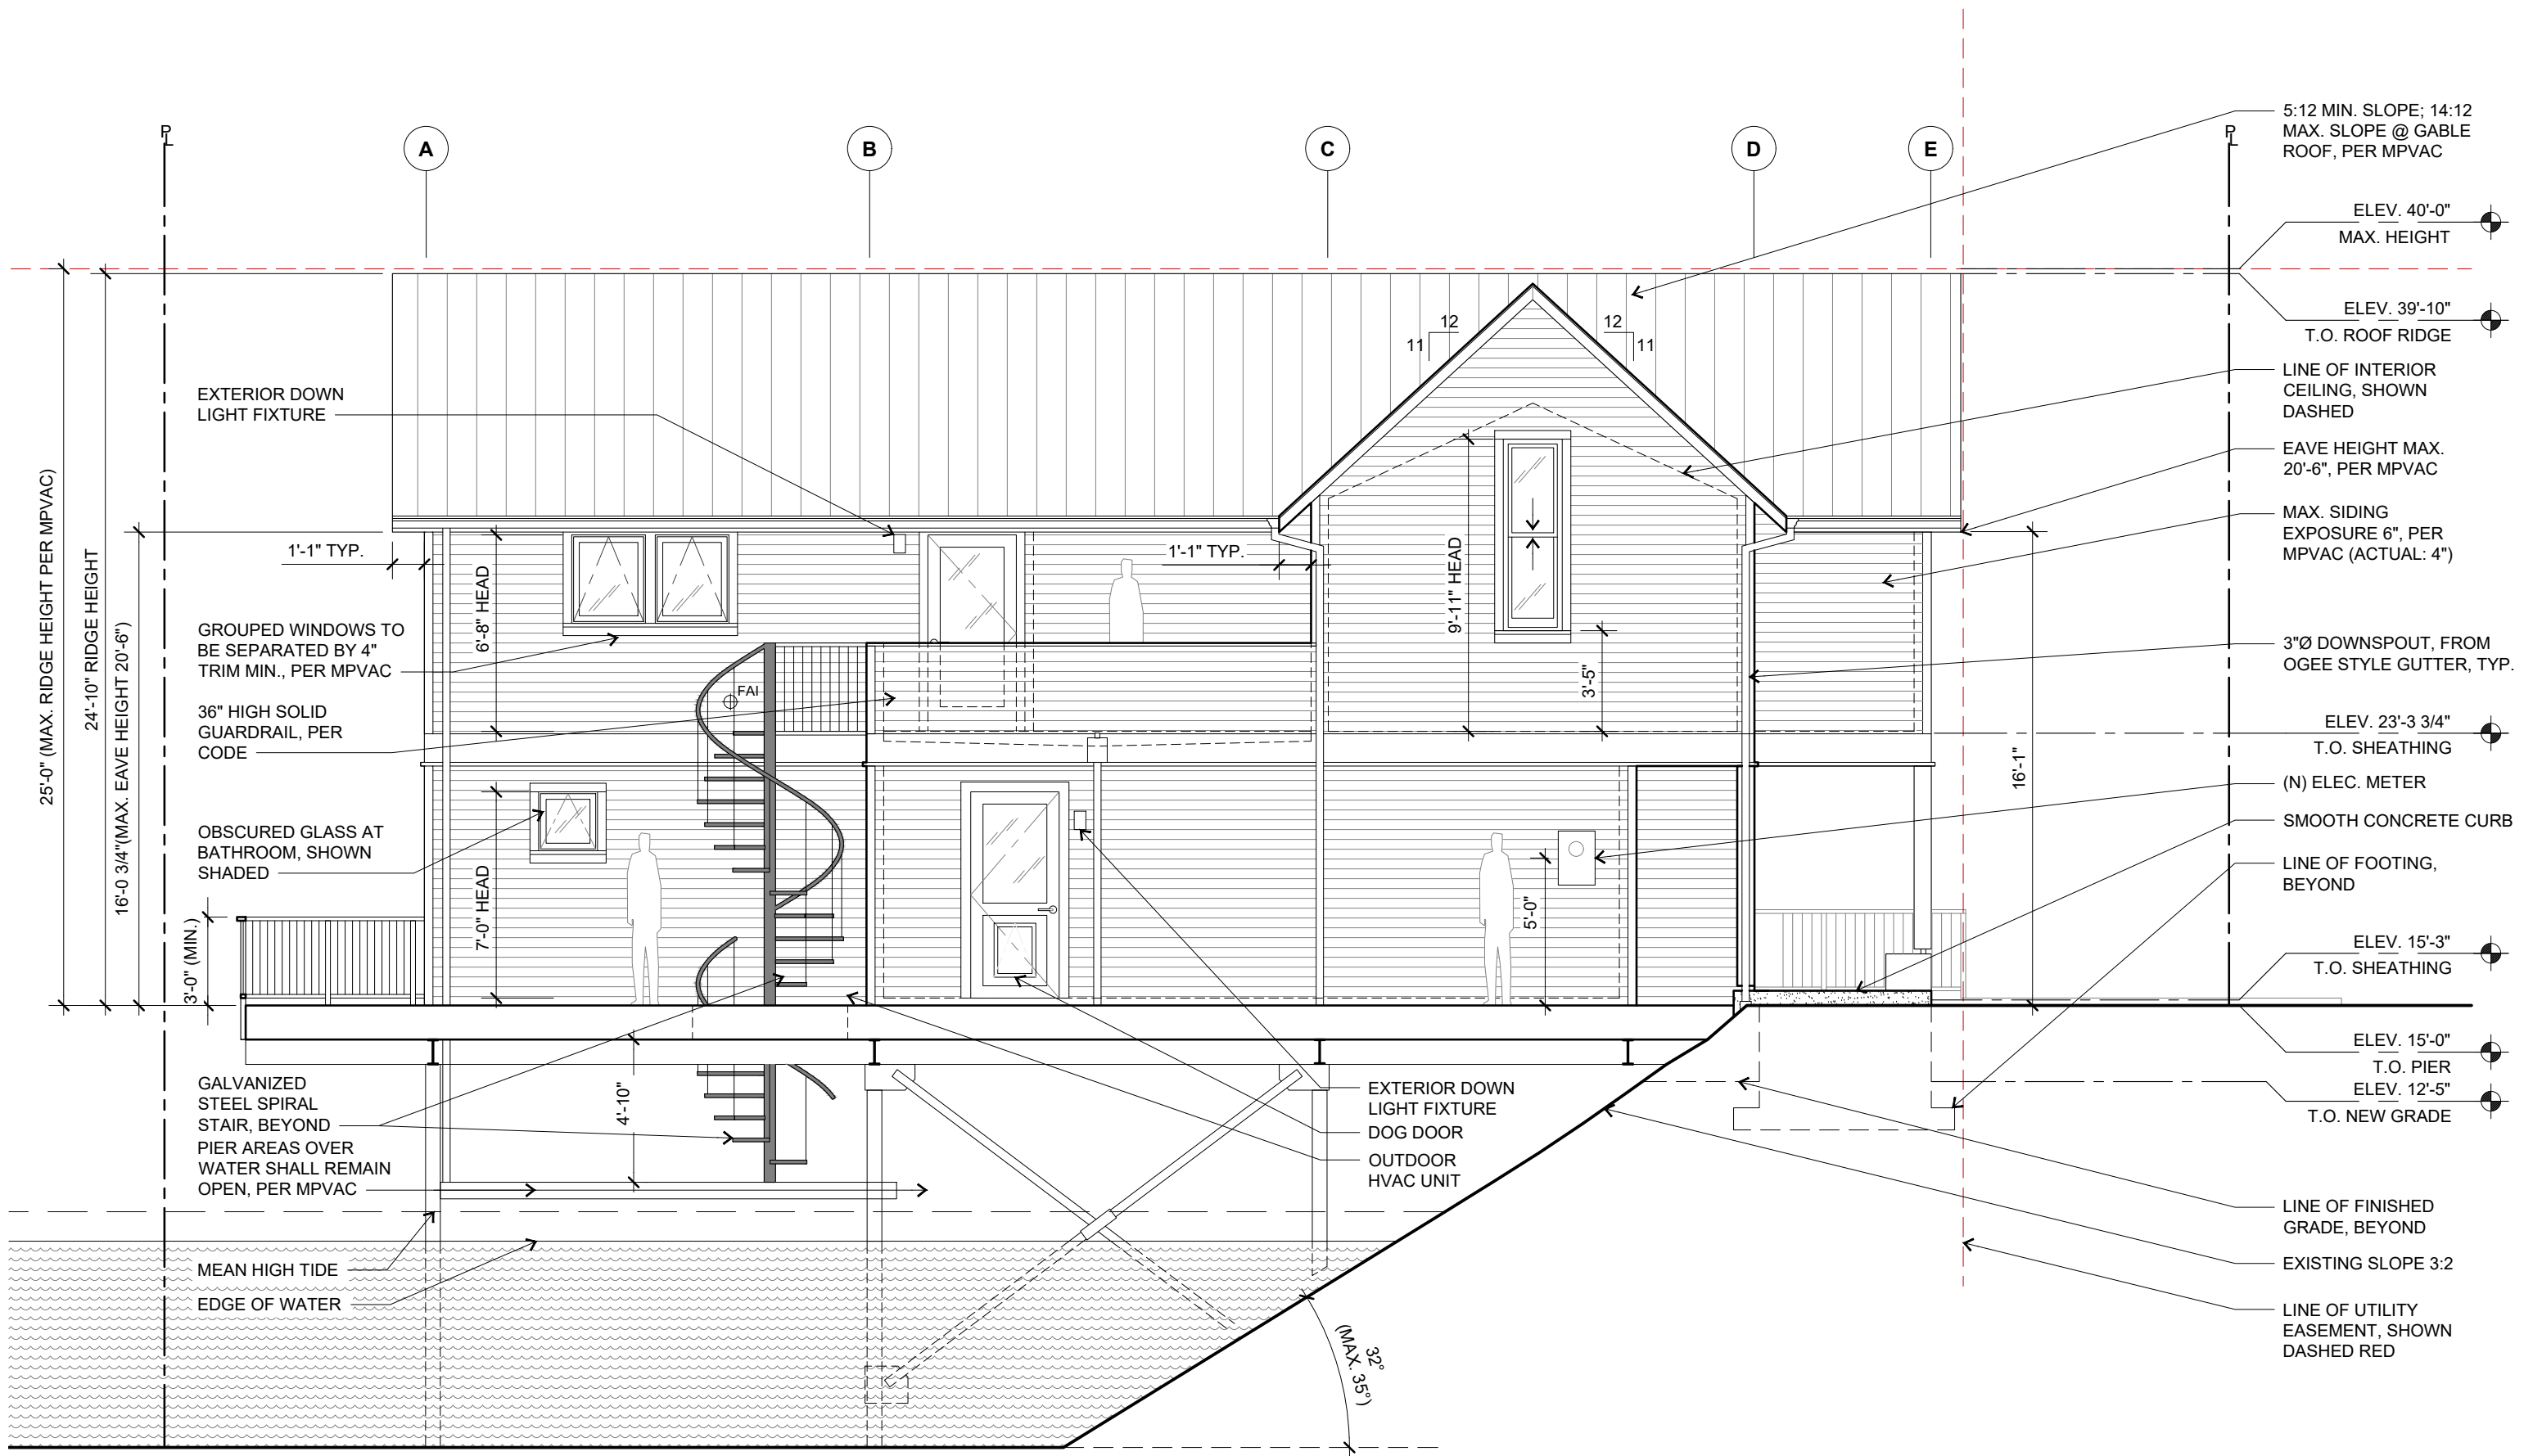 PL
A
B
C
D
E
PL
5:12 MIN. SLOPE; 14:12
MAX. SLOPE @ GABLE
ROOF, PER MPVAC
ELEV. 40'-0"
MAX. HEIGHT
ELEV. 39'-10"
T.O. ROOF RIDGE
LINE OF INTERIOR
CEILING, SHOWN
DASHED
EAVE HEIGHT MAX.
20'-6", PER MPVAC
MAX. SIDING
EXPOSURE 6", PER
MPVAC (ACTUAL: 4")
3"Ø DOWNSPOUT, FROM
OGEE STYLE GUTTER, TYP.
ELEV. 23'-3 3/4"
T.O. SHEATHING
(N) ELEC. METER
SMOOTH CONCRETE CURB
LINE OF FOOTING,
BEYOND
ELEV. 15'-3"
T.O. SHEATHING
ELEV. 15'-0"
T.O. PIER
ELEV. 12'-5"
T.O. NEW GRADE
LINE OF FINISHED
GRADE, BEYOND
EXISTING SLOPE 3:2
LINE OF UTILITY
EASEMENT, SHOWN
DASHED RED
25'-0" (MAX. RIDGE HEIGHT PER MPVAC)
24'-10" RIDGE HEIGHT
16'-0 3/4"(MAX. EAVE HEIGHT 20'-6")
3'-0" (MIN.)
EXTERIOR DOWN
LIGHT FIXTURE
1'-1" TYP.
GROUPED WINDOWS TO
BE SEPARATED BY 4"
TRIM MIN., PER MPVAC
36" HIGH SOLID
GUARDRAIL, PER
CODE
OBSCURED GLASS AT
BATHROOM, SHOWN
SHADED
GALVANIZED
STEEL SPIRAL
STAIR, BEYOND
PIER AREAS OVER
WATER SHALL REMAIN
OPEN, PER MPVAC
MEAN HIGH TIDE
EDGE OF WATER
6'-8" HEAD
7'-0" HEAD
FAI
4'-10"
1'-1" TYP.
12
11
12
11
9'-11" HEAD
3'-5"
5'-0"
16'-1"
EXTERIOR DOWN
LIGHT FIXTURE
DOG DOOR
OUTDOOR
HVAC UNIT
32°
(MAX. 35°)